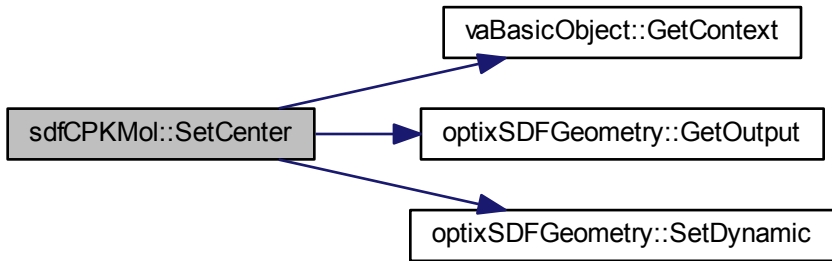 vaBasicObject::GetContext
sdfCPKMol::SetCenter
optixSDFGeometry::GetOutput
optixSDFGeometry::SetDynamic